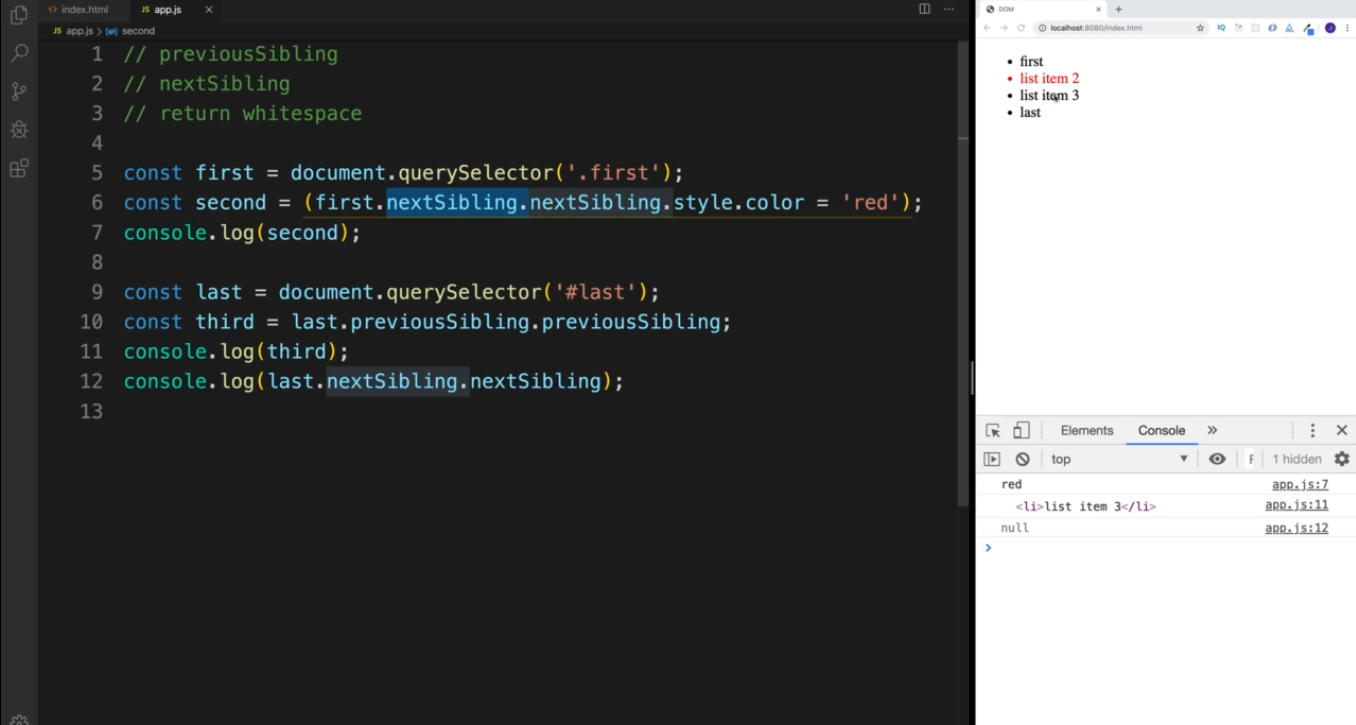 index.html
JS app.js
JS app.js > second
1 // previousSibling
2 // nextSibling
3 // return whitespace
4
5 const first = document.querySelector('.first');
6 const second = (first.nextSibling.nextSibling.style.color = 'red');
7 console.log(second);
8
9 const last = document.querySelector('#last');
10 const third = last.previousSibling.previousSibling;
11 console.log(third);
12 console.log(last.nextSibling.nextSibling);
13
DOM
localhost:8080/index.html
IQ
J
first
list item 2
list item 3
last
Elements Console
top F 1 hidden
red app.js:7
<li>list item 3</li> app.js:11
null app.js:12